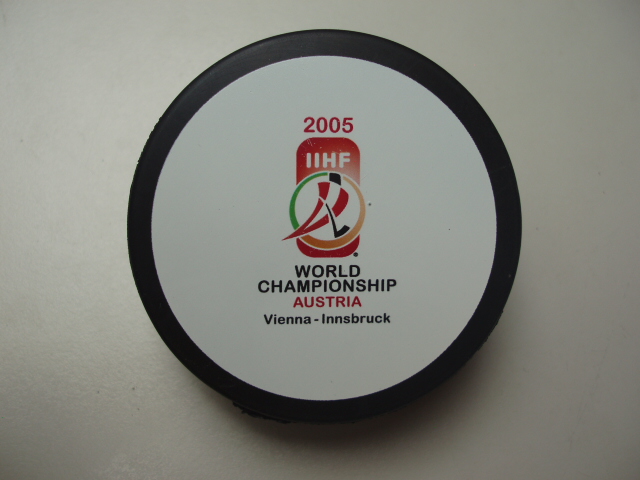 2005
IIHF
WORLD
CHAMPIONSHIP
AUSTRIA
Vienna - Innsbruck